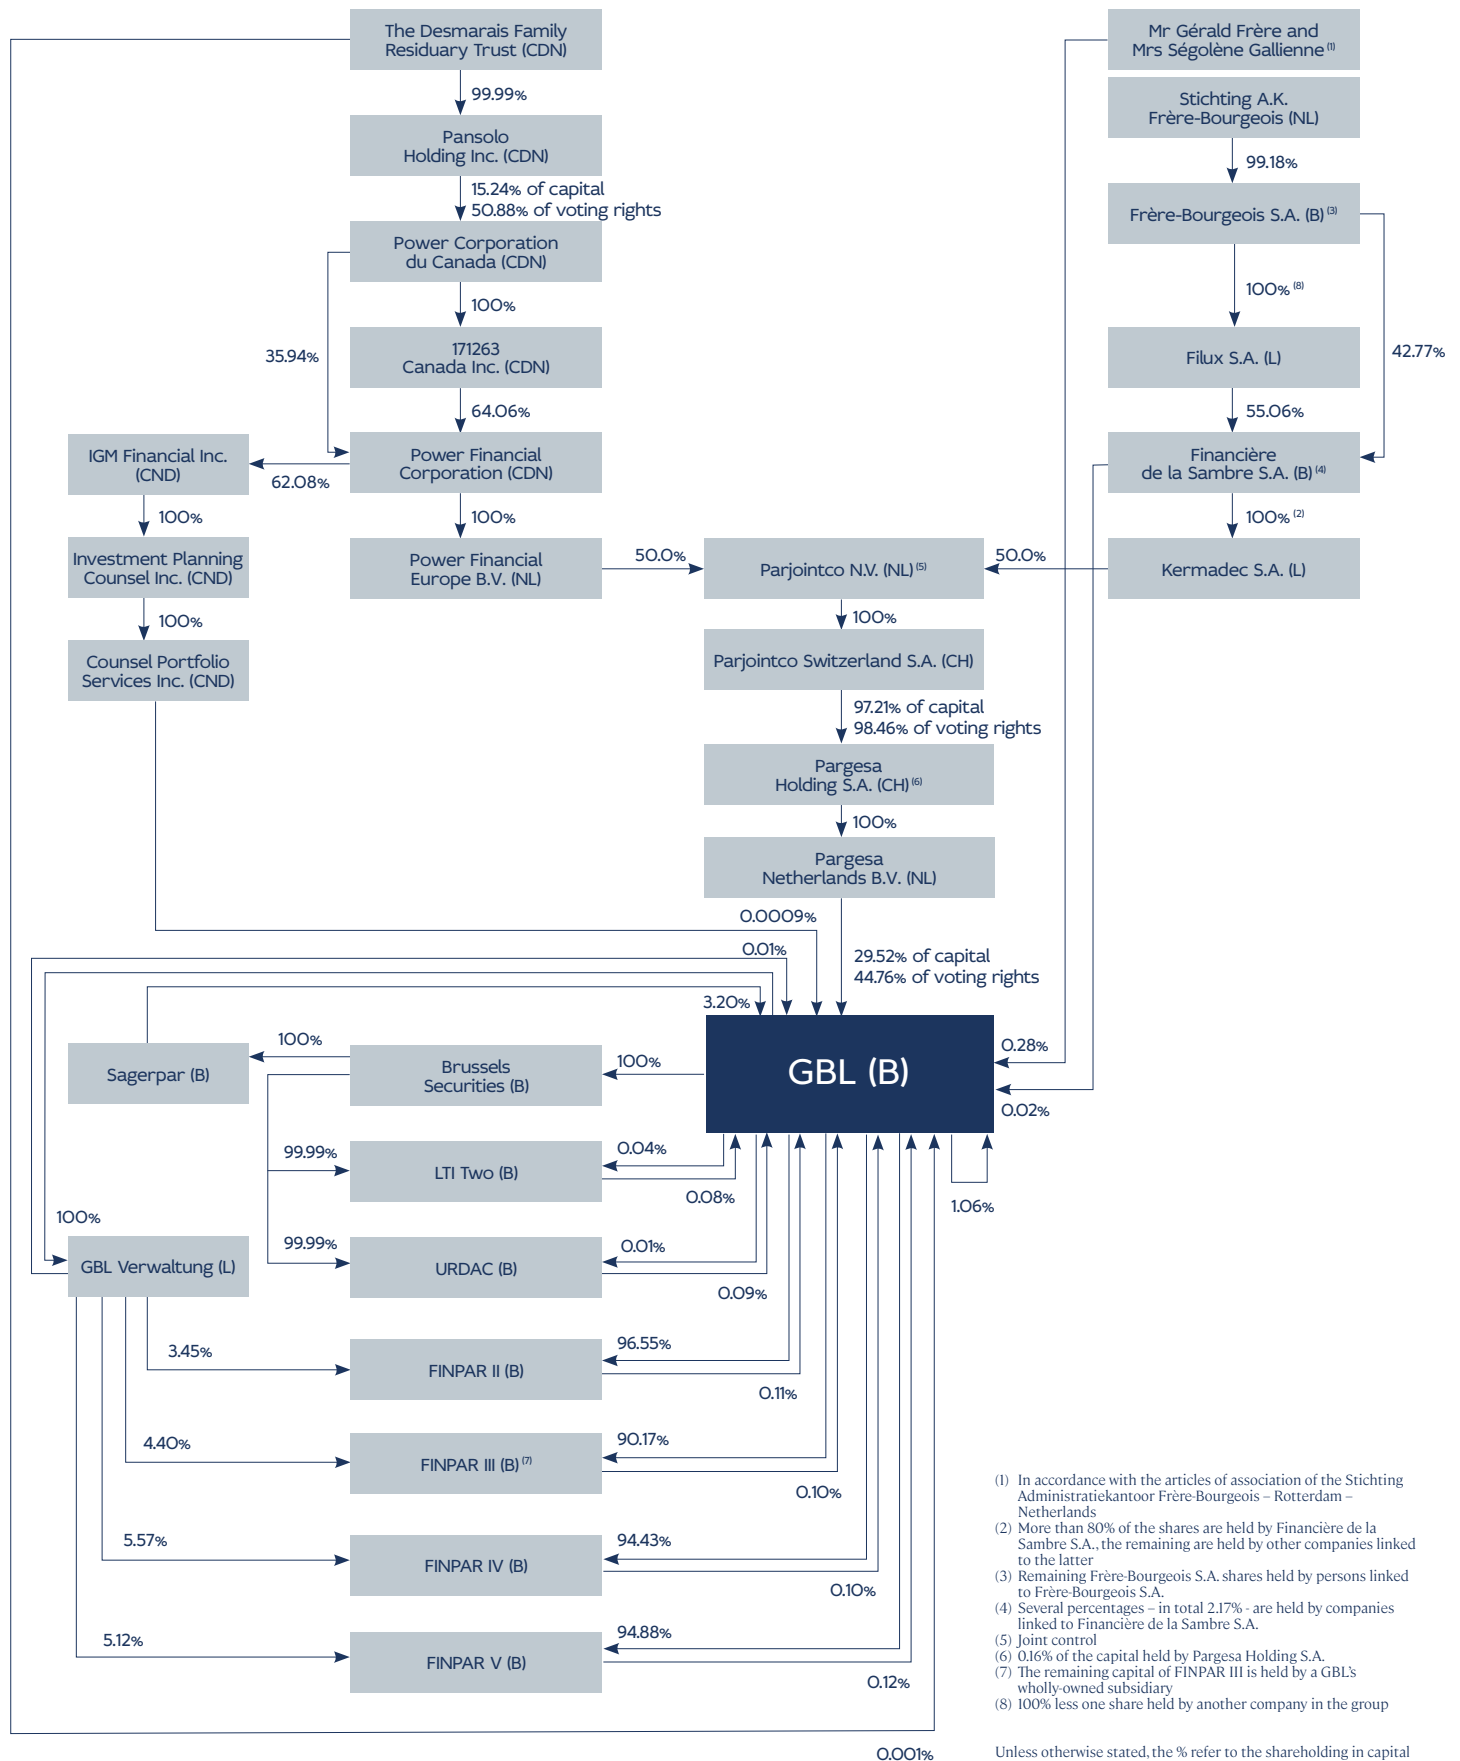 The Desmarais Family
Residuary Trust (CDN)
99.99%
Pansolo
Holding Inc. (CDN)
15.24% of capital
50.88% of voting rights
Power Corporation
du Canada (CDN)
100%
35.94%
171263
Canada Inc. (CDN)
64.06%
IGM Financial Inc.
(CND)
62.08%
Power Financial
Corporation (CDN)
100%
100%
Investment Planning
Counsel Inc. (CND)
Power Financial
Europe B.V. (NL)
50.0%
Parjointco N.V. (NL) (5)
50.0%
Mr Gérald Frère and
Mrs Ségolène Gallienne (1)
Stichting A.K.
Frère-Bourgeois (NL)
99.18%
Frère-Bourgeois S.A. (B) (3)
100% (8)
42.77%
Filux S.A. (L)
55.06%
Financière
de la Sambre S.A. (B) (4)
100% (2)
Kermadec S.A. (L)
100%
Counsel Portfolio
Services Inc. (CND)
100%
Parjointco Switzerland S.A. (CH)
97.21% of capital
98.46% of voting rights
Pargesa
Holding S.A. (CH) (6)
100%
Pargesa
Netherlands B.V. (NL)
0.0009%
0.01%
29.52% of capital
44.76% of voting rights
3.20%
GBL (B)
0.28%
0.02%
100%
Sagerpar (B)
Brussels
Securities (B)
100%
99.99%
LTI Two (B)
0.04%
0.08%
1.06%
100%
99.99%
GBL Verwaltung (L)
URDAC (B)
0.01%
0.09%
3.45%
FINPAR II (B)
96.55%
0.11%
4.40%
FINPAR III (B) (7)
90.17%
0.10%
5.57%
FINPAR IV (B)
94.43%
0.10%
5.12%
FINPAR V (B)
94.88%
0.12%
0.001%
(1) In accordance with the articles of association of the Stichting
Administratiekantoor Frère-Bourgeois – Rotterdam –
Netherlands
(2) More than 80% of the shares are held by Financière de la
Sambre S.A., the remaining are held by other companies linked
to the latter
(3) Remaining Frère-Bourgeois S.A. shares held by persons linked
to Frère-Bourgeois S.A.
(4) Several percentages – in total 2.17% - are held by companies
linked to Financière de la Sambre S.A.
(5) Joint control
(6) 0.16% of the capital held by Pargesa Holding S.A.
(7) The remaining capital of FINPAR III is held by a GBL's
wholly-owned subsidiary
(8) 100% less one share held by another company in the group
Unless otherwise stated, the % refer to the shareholding in capital